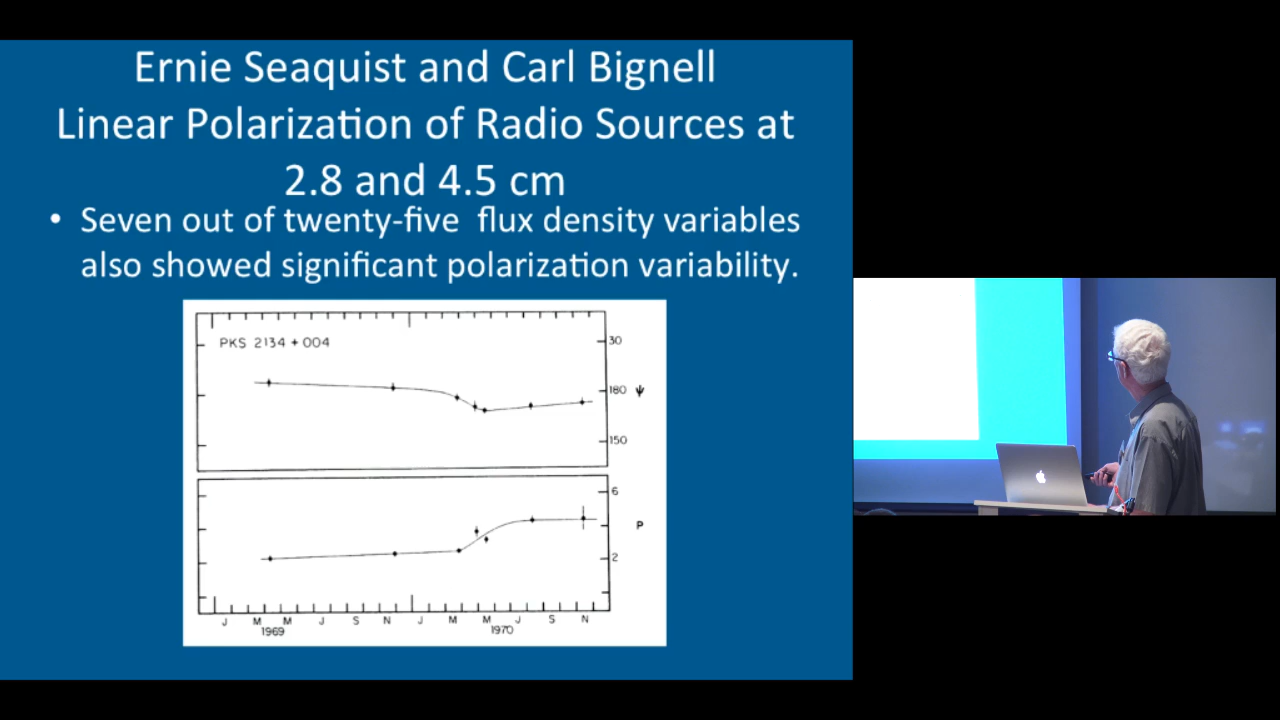 Ernie Seaquist and Carl Bignell
Linear Polarization of Radio Sources at
2.8 and 4.5 cm
• Seven out of twenty-five flux density variables
also showed significant polarization variability.
PKS 2134 + 004
30
180 ψ
150
6
P
2
J M M J S N J M M J S N
1969 1970